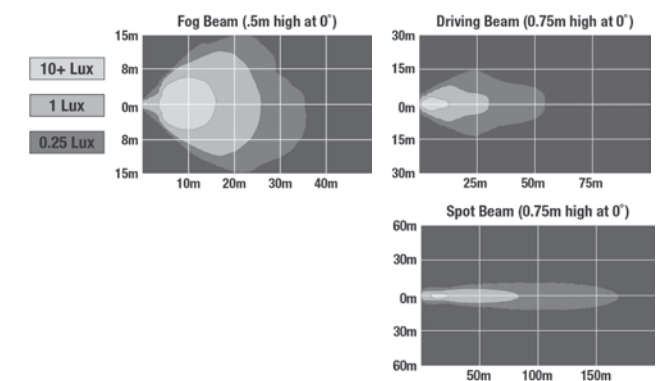 Fog Beam (.5m high at 0˚)
15m
8m
0m
8m
15m
10m 20m 30m 40m
10+ Lux
1 Lux
0.25 Lux
Driving Beam (0.75m high at 0˚)
30m
15m
0m
15m
30m
25m 50m 75m
Spot Beam (0.75m high at 0˚)
60m
30m
0m
30m
60m
50m 100m 150m